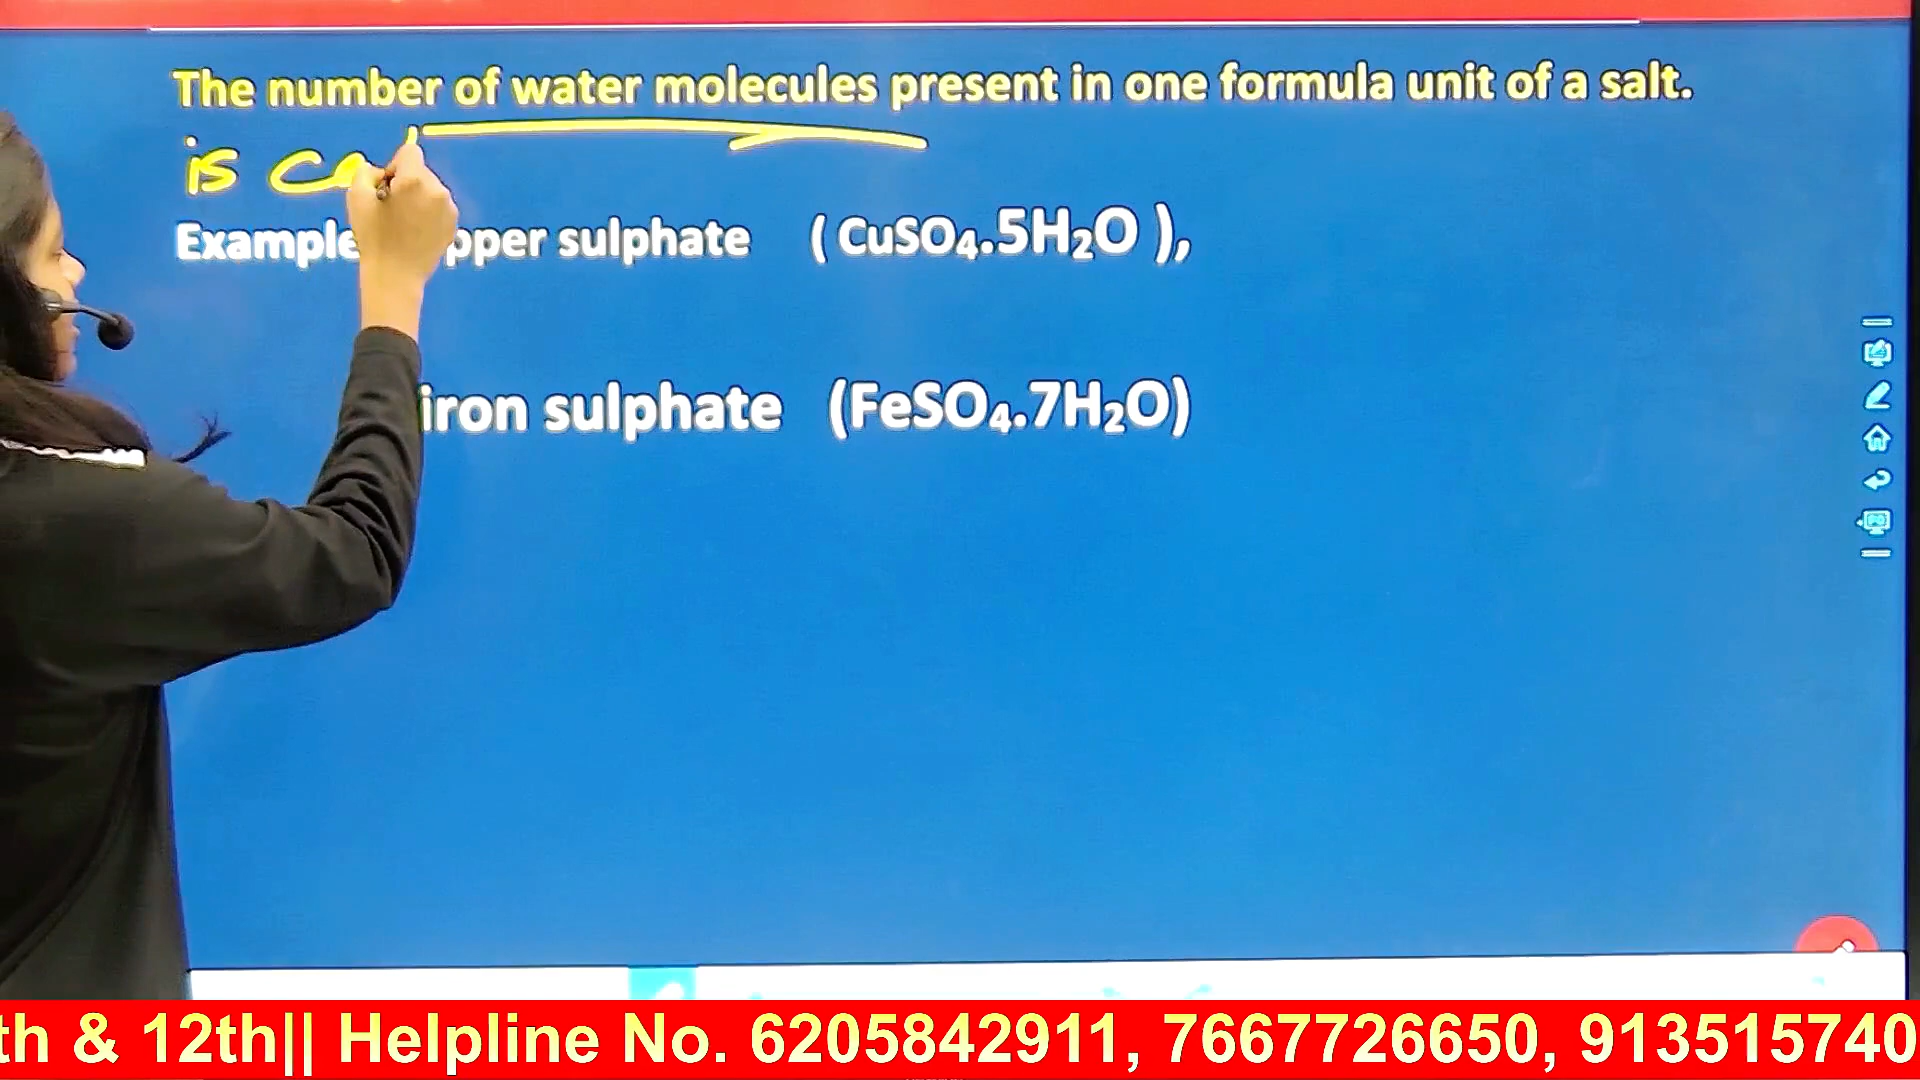 The number of water molecules present in one formula unit of a salt.
is
Example pper sulphate ( CuSO₄.5H₂O ),
iron sulphate (FeSO₄.7H₂O)
th & 12th|| Helpline No. 6205842911, 7667726650, 913515740